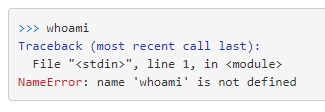 >>> whoami
Traceback (most recent call last):
  File "<stdin>", line 1, in <module>
NameError: name 'whoami' is not defined